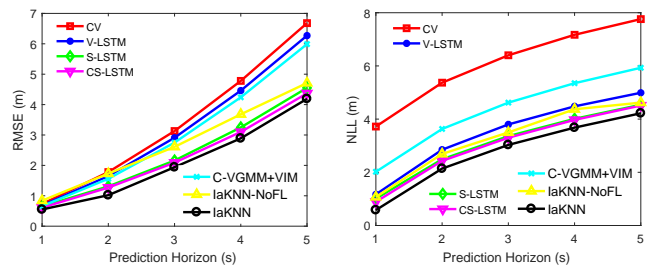 7
6
5
4
3
2
1
0
RMSE (m)
CV
V-LSTM
S-LSTM
CS-LSTM
C-VGMM+VIM
IaKNN-NoFL
IaKNN
1 2 3 4 5
Prediction Horizon (s)
8
6
4
2
0
NLL (m)
CV
V-LSTM
C-VGMM+VIM
S-LSTM
IaKNN-NoFL
CS-LSTM
IaKNN
1 2 3 4 5
Prediction Horizon (s)